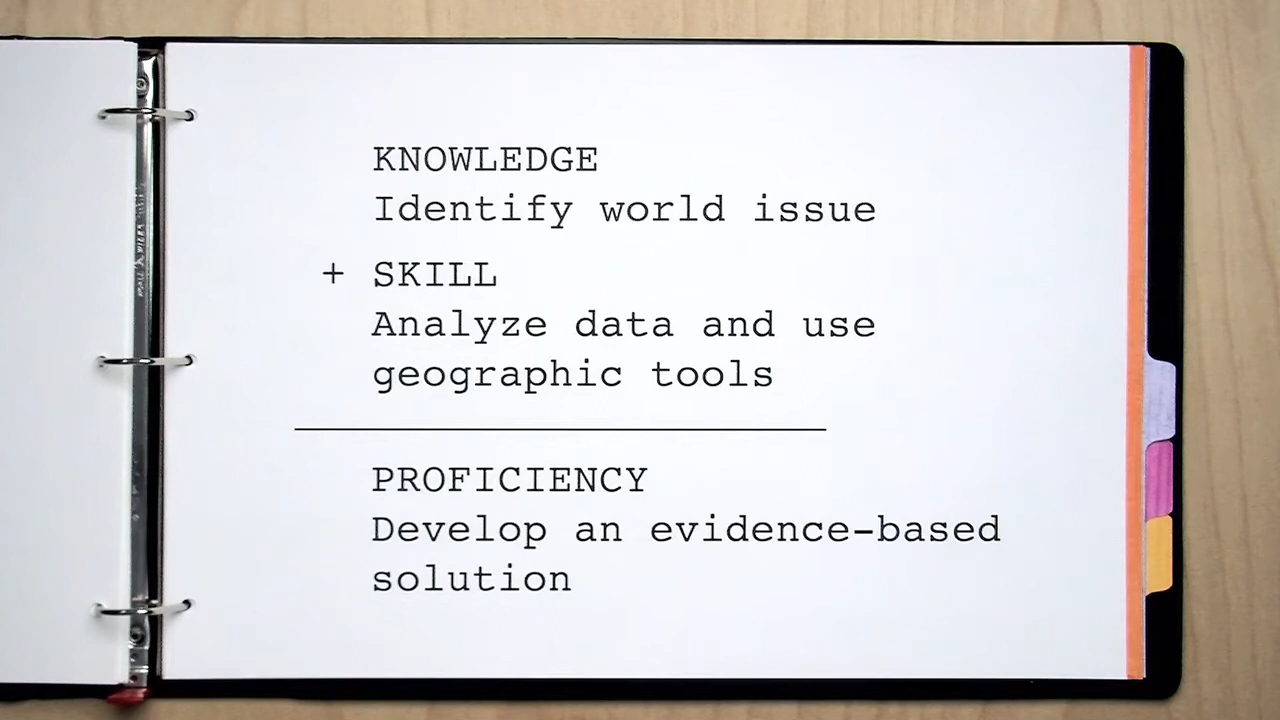 KNOWLEDGE
Identify world issue
+ SKILL
Analyze data and use
geographic tools
PROFICIENCY
Develop an evidence-based
solution